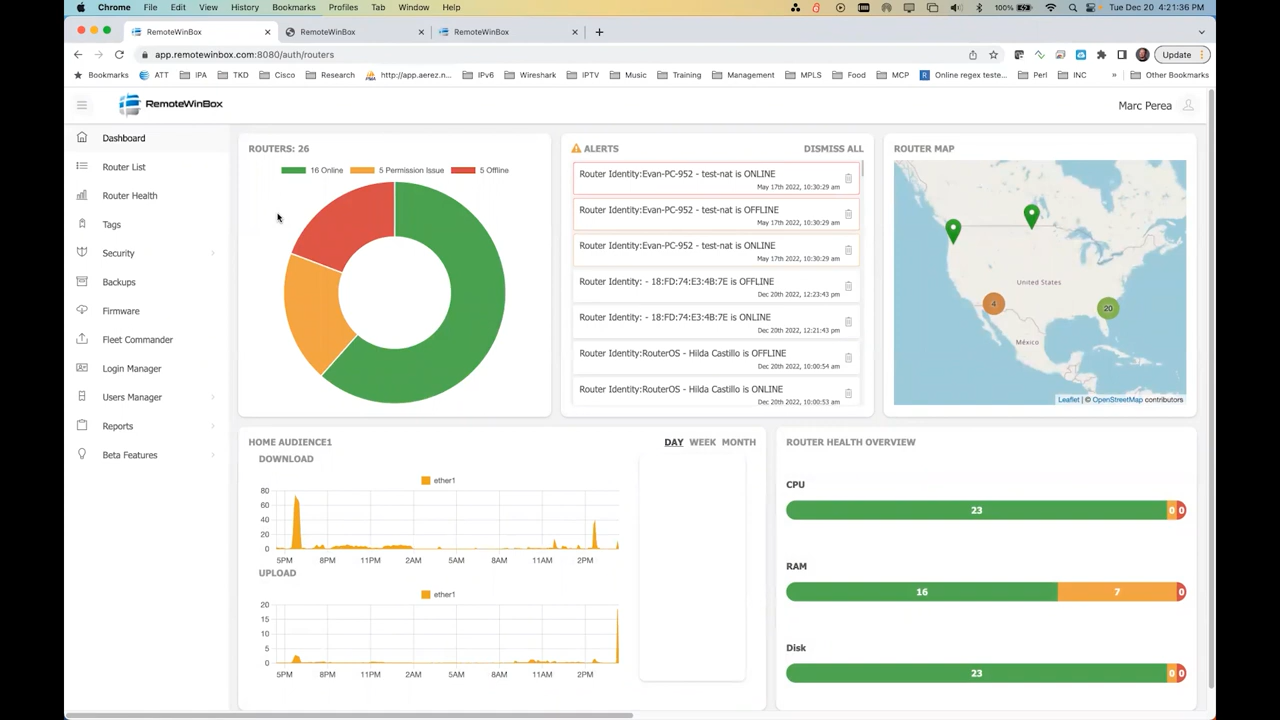 Chrome File Edit View History Bookmarks Profiles Tab Window Help
100% Tue Dec 20 4:21:36 PM
RemoteWinBox RemoteWinBox RemoteWinBox
app.remotewinbox.com:8080/auth/routers Update
Bookmarks ATT IPA TKD Cisco Research http://app.aerez.n... IPv6 Wireshark IPTV Music Training Management MPLS Food MCP Online regex teste... Perl INC » Other Bookmarks
RemoteWinBox
Marc Perea
Dashboard
Router List
Router Health
Tags
Security
Backups
Firmware
Fleet Commander
Login Manager
Users Manager
Reports
Beta Features
ROUTERS: 26
16 Online 5 Permission Issue 5 Offline
ALERTS DISMISS ALL
Router Identity:Evan-PC-952 - test-nat is ONLINE
May 17th 2022, 10:30:29 am
Router Identity:Evan-PC-952 - test-nat is OFFLINE
May 17th 2022, 10:30:29 am
Router Identity:Evan-PC-952 - test-nat is ONLINE
May 17th 2022, 10:30:29 am
Router Identity: - 18:FD:74:E3:4B:7E is OFFLINE
Dec 20th 2022, 12:23:43 pm
Router Identity: - 18:FD:74:E3:4B:7E is ONLINE
Dec 20th 2022, 12:21:43 pm
Router Identity:RouterOS - Hilda Castillo is OFFLINE
Dec 20th 2022, 10:00:54 am
Router Identity:RouterOS - Hilda Castillo is ONLINE
Dec 20th 2022, 10:00:53 am
ROUTER MAP
United States
4
20
México
Leaflet | © OpenStreetMap contributors
HOME AUDIENCE1 DAY WEEK MONTH
DOWNLOAD
ether1
80
60
40
20
0
5PM 8PM 11PM 2AM 5AM 8AM 11AM 2PM
UPLOAD
ether1
20
15
10
5
0
5PM 8PM 11PM 2AM 5AM 8AM 11AM 2PM
ROUTER HEALTH OVERVIEW
CPU
23 0 0
RAM
16 7 0
Disk
23 0 0